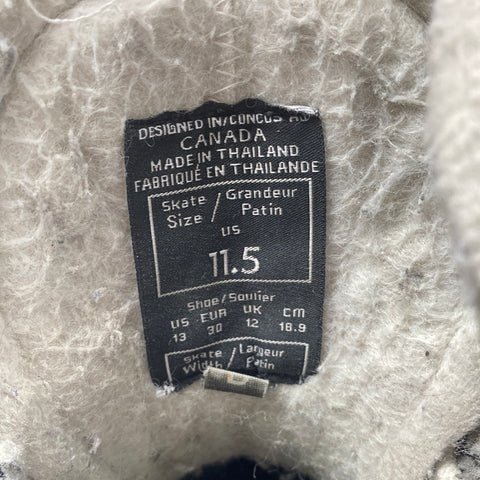 DESIGNED IN/CONCUS AU
CANADA
MADE IN THAILAND
FABRIQUÉ EN THAILANDE
Skate / Grandeur
Size / Patin
US
11.5
Shoe/Soulier
US EUR UK CM
13 30 12 18.9
Skate / Largeur
Width / Patin